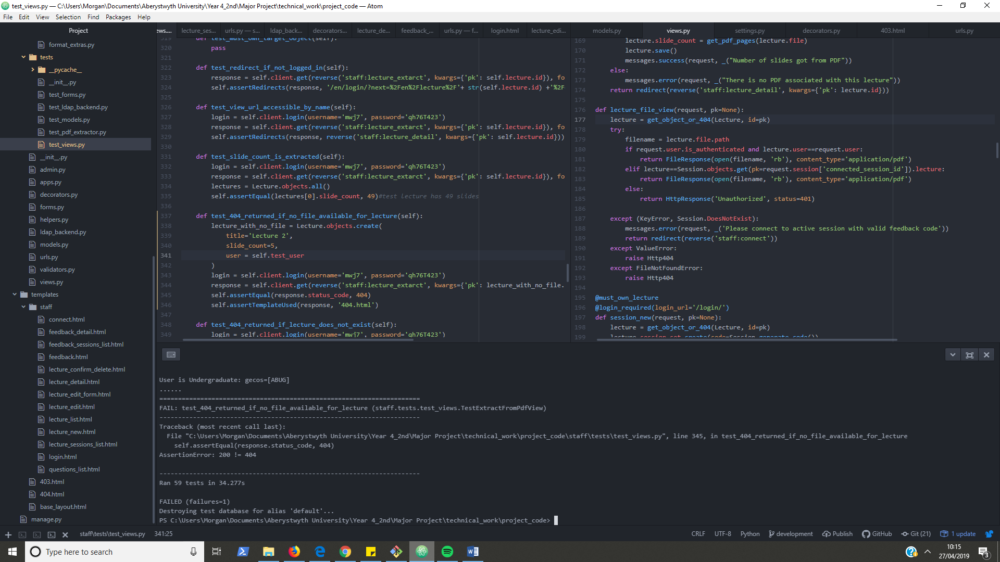 test_views.py — C:\Users\Morgan\Documents\Aberystwyth University\Year 4_2nd\Major Project\technical_work\project_code — Atom
File Edit View Selection Find Packages Help
Project
format_extras.py
tests
__pycache__
__init__.py
test_forms.py
test_ldap_backend.py
test_models.py
test_pdf_extractor.py
test_views.py
__init__.py
admin.py
apps.py
decorators.py
forms.py
helpers.py
ldap_backend.py
models.py
urls.py
validators.py
views.py
templates
staff
connect.html
feedback_detail.html
feedback_sessions_list.html
feedback.html
lecture_confirm_delete.html
lecture_detail.html
lecture_edit_form.html
lecture_edit.html
lecture_list.html
lecture_new.html
lecture_sessions_list.html
login.html
questions_list.html
403.html
404.html
base_layout.html
manage.py
ews.... lecture_ses... urls.py — s... ldap_back... decorators... lecture_de... feedback_... urls.py — f... login.html lecture_edi...
319 def test_must_own_target_object(self):
320 pass
321
322 def test_redirect_if_not_logged_in(self):
323 response = self.client.get(reverse('staff:lecture_extarct', kwargs={'pk': self.lecture.id}), fo
324 self.assertRedirects(response, '/en/login/?next=%2Fen%2Flecture%2F'+ str(self.lecture.id) +'%2F
325
326 def test_view_url_accessible_by_name(self):
327 login = self.client.login(username='mwj7', password='qh76T423')
328 response = self.client.get(reverse('staff:lecture_extarct', kwargs={'pk': self.lecture.id}), fo
329 self.assertRedirects(response, reverse('staff:lecture_detail', kwargs={'pk': self.lecture.id}))
330
331 def test_slide_count_is_extracted(self):
332 login = self.client.login(username='mwj7', password='qh76T423')
333 response = self.client.get(reverse('staff:lecture_extarct', kwargs={'pk': self.lecture.id}), fo
334 lectures = Lecture.objects.all()
335 self.assertEqual(lectures[0].slide_count, 49)#test lecture has 49 slides
336
337 def test_404_returned_if_no_file_available_for_lecture(self):
338 lecture_with_no_file = Lecture.objects.create(
339 title='Lecture 2',
340 slide_count=5,
341 user = self.test_user
342 )
343 login = self.client.login(username='mwj7', password='qh76T423')
344 response = self.client.get(reverse('staff:lecture_extarct', kwargs={'pk': lecture_with_no_file.
345 self.assertEqual(response.status_code, 404)
346 self.assertTemplateUsed(response, '404.html')
347
348 def test_404_returned_if_lecture_does_not_exist(self):
349 login = self.client.login(username='mwj7', password='qh76T423')
models.py views.py settings.py decorators.py 403.html urls.py
169 lecture.slide_count = get_pdf_pages(lecture.file)
170 lecture.save()
171 messages.success(request, _("Number of slides got from PDF"))
172 else:
173 messages.error(request, _("There is no PDF associated with this lecture"))
174 return redirect(reverse('staff:lecture_detail', kwargs={'pk': lecture.id}))
175
176 def lecture_file_view(request, pk=None):
177 lecture = get_object_or_404(Lecture, id=pk)
178 try:
179 filename = lecture.file.path
180 if request.user.is_authenticated and lecture.user==request.user:
181 return FileResponse(open(filename, 'rb'), content_type='application/pdf')
182 elif lecture==Session.objects.get(pk=request.session['connected_session_id']).lecture:
183 return FileResponse(open(filename, 'rb'), content_type='application/pdf')
184 else:
185 return HttpResponse('Unauthorized', status=401)
186
187 except (KeyError, Session.DoesNotExist):
188 messages.error(request, _('Please connect to active session with valid feedback code'))
189 return redirect(reverse('staff:connect'))
190 except ValueError:
191 raise Http404
192 except FileNotFoundError:
193 raise Http404
194
195 @must_own_lecture
196 @login_required(login_url='/login/')
197 def session_new(request, pk=None):
198 lecture = get_object_or_404(Lecture, id=pk)
199 lecture.session_set.create(code=Session.generate_code())
User is Undergraduate: gecos=[ABUG]
......
======================================================================
FAIL: test_404_returned_if_no_file_available_for_lecture (staff.tests.test_views.TestExtractFromPdfView)
----------------------------------------------------------------------
Traceback (most recent call last):
File "C:\Users\Morgan\Documents\Aberystwyth University\Year 4_2nd\Major Project\technical_work\project_code\staff\tests\test_views.py", line 345, in test_404_returned_if_no_file_available_for_lecture
self.assertEqual(response.status_code, 404)
AssertionError: 200 != 404
----------------------------------------------------------------------
Ran 59 tests in 34.277s
FAILED (failures=1)
Destroying test database for alias 'default'...
PS C:\Users\Morgan\Documents\Aberystwyth University\Year 4_2nd\Major Project\technical_work\project_code>
staff\tests\test_views.py 341:25 CRLF UTF-8 Python development Publish GitHub Git (21) 1 update
Type here to search
10:15
27/04/2019
3